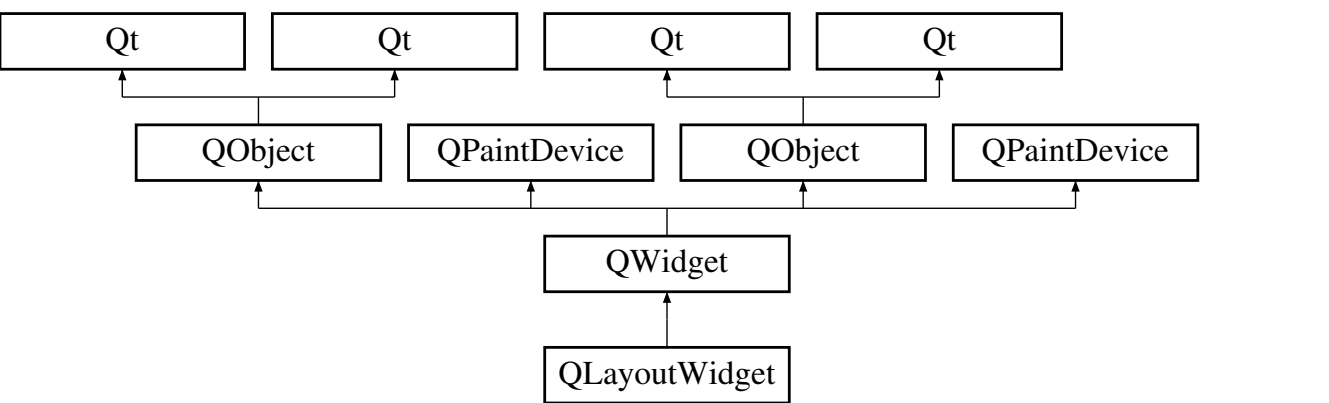 Qt Qt Qt Qt
QObject QPaintDevice QObject QPaintDevice
QWidget
QLayoutWidget